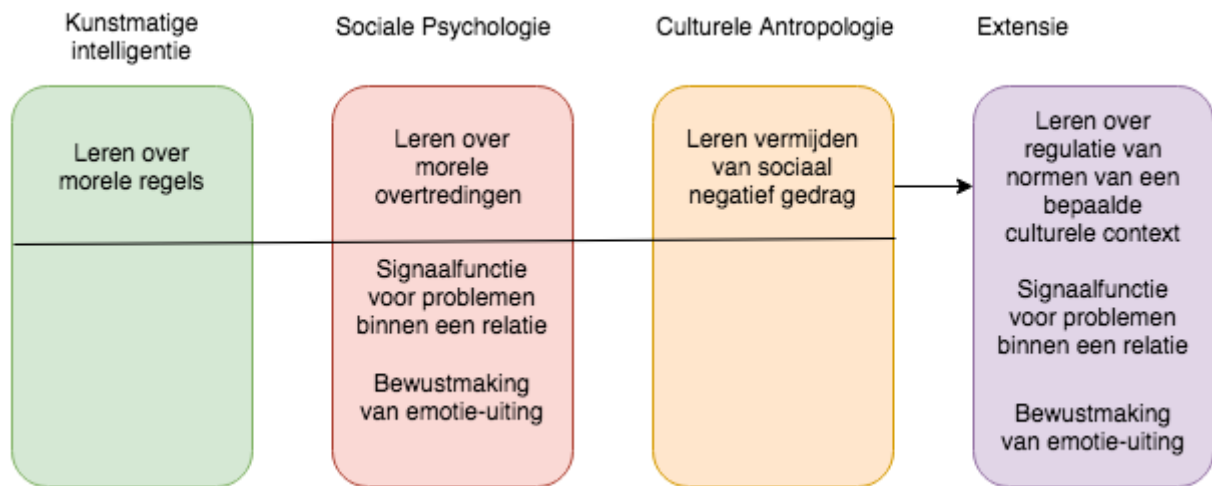 Kunstmatige
intelligentie
Sociale Psychologie
Culturele Antropologie
Extensie
Leren over
morele regels
Leren over
morele
overtredingen
Signaalfunctie
voor problemen
binnen een relatie
Bewustmaking
van emotie-uiting
Leren vermijden
van sociaal
negatief gedrag
Leren over
regulatie van
normen van een
bepaalde
culturele context
Signaalfunctie
voor problemen
binnen een relatie
Bewustmaking
van emotie-uiting